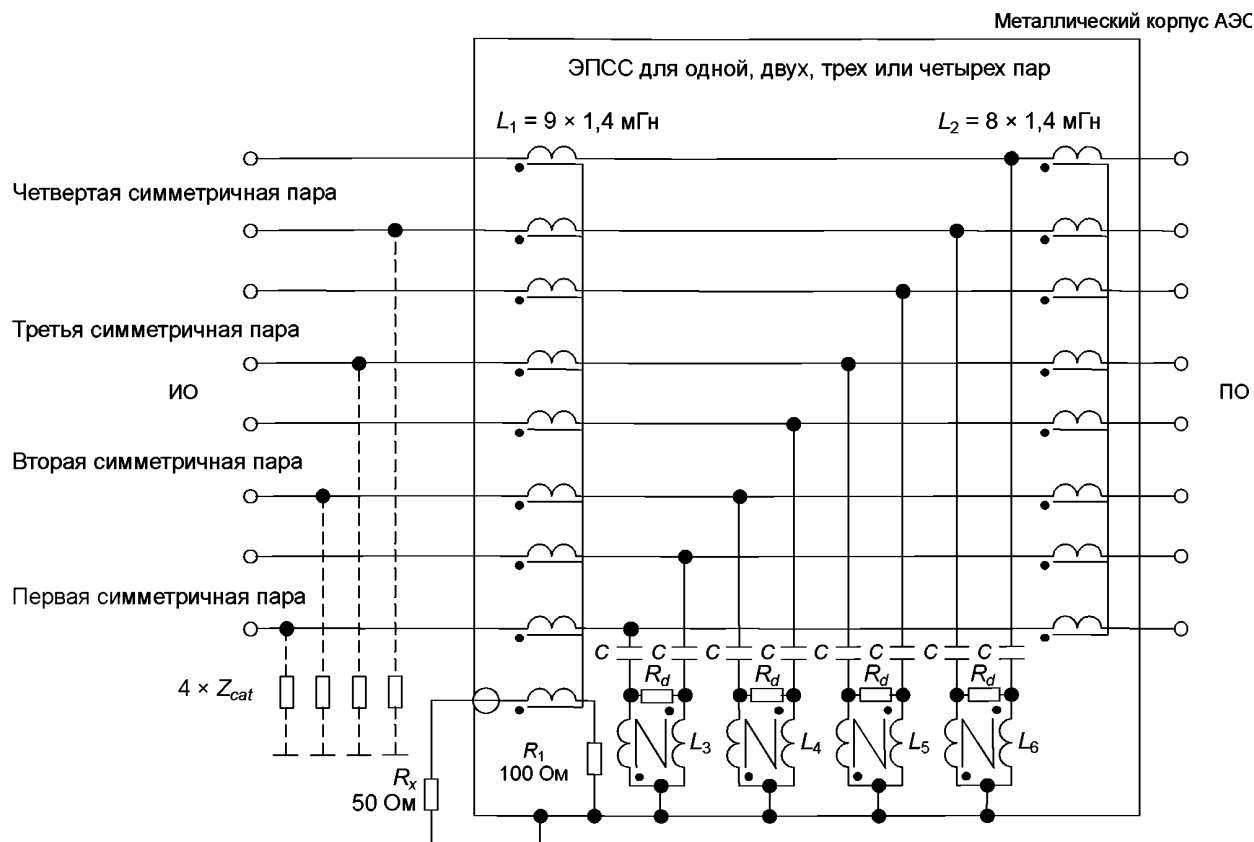 Металлический корпус АЭС
ЭПСС для одной, двух, трех или четырех пар
L1 = 9 × 1,4 мГн
L2 = 8 × 1,4 мГн
Четвертая симметричная пара
Третья симметричная пара
ИО
ПО
Вторая симметричная пара
Первая симметричная пара
C C C C C C C C
Rd Rd Rd Rd
4 × Zcat
L3 L4 L5 L6
R1
100 Ом
Rx
50 Ом